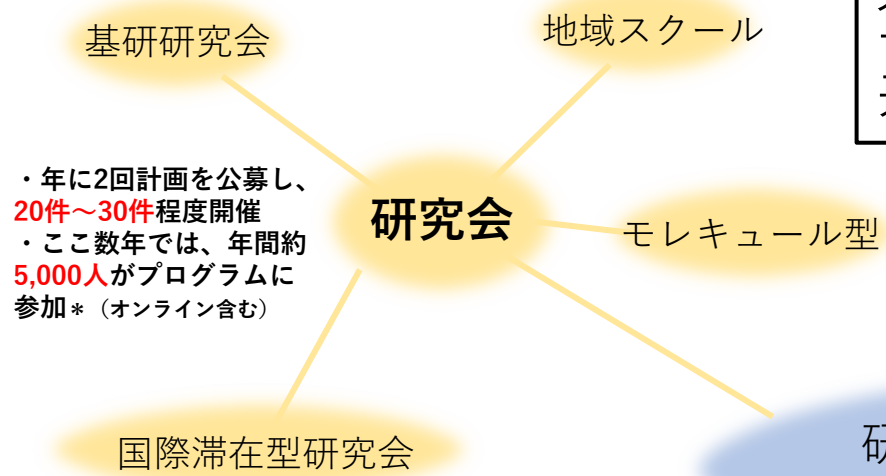 基研研究会
地域スクール
・年に2回計画を公募し、
20件～30件程度開催
・ここ数年では、年間約
5,000人がプログラムに
参加＊（オンライン含む）
研究会
モレキュール型
国際滞在型研究会
研